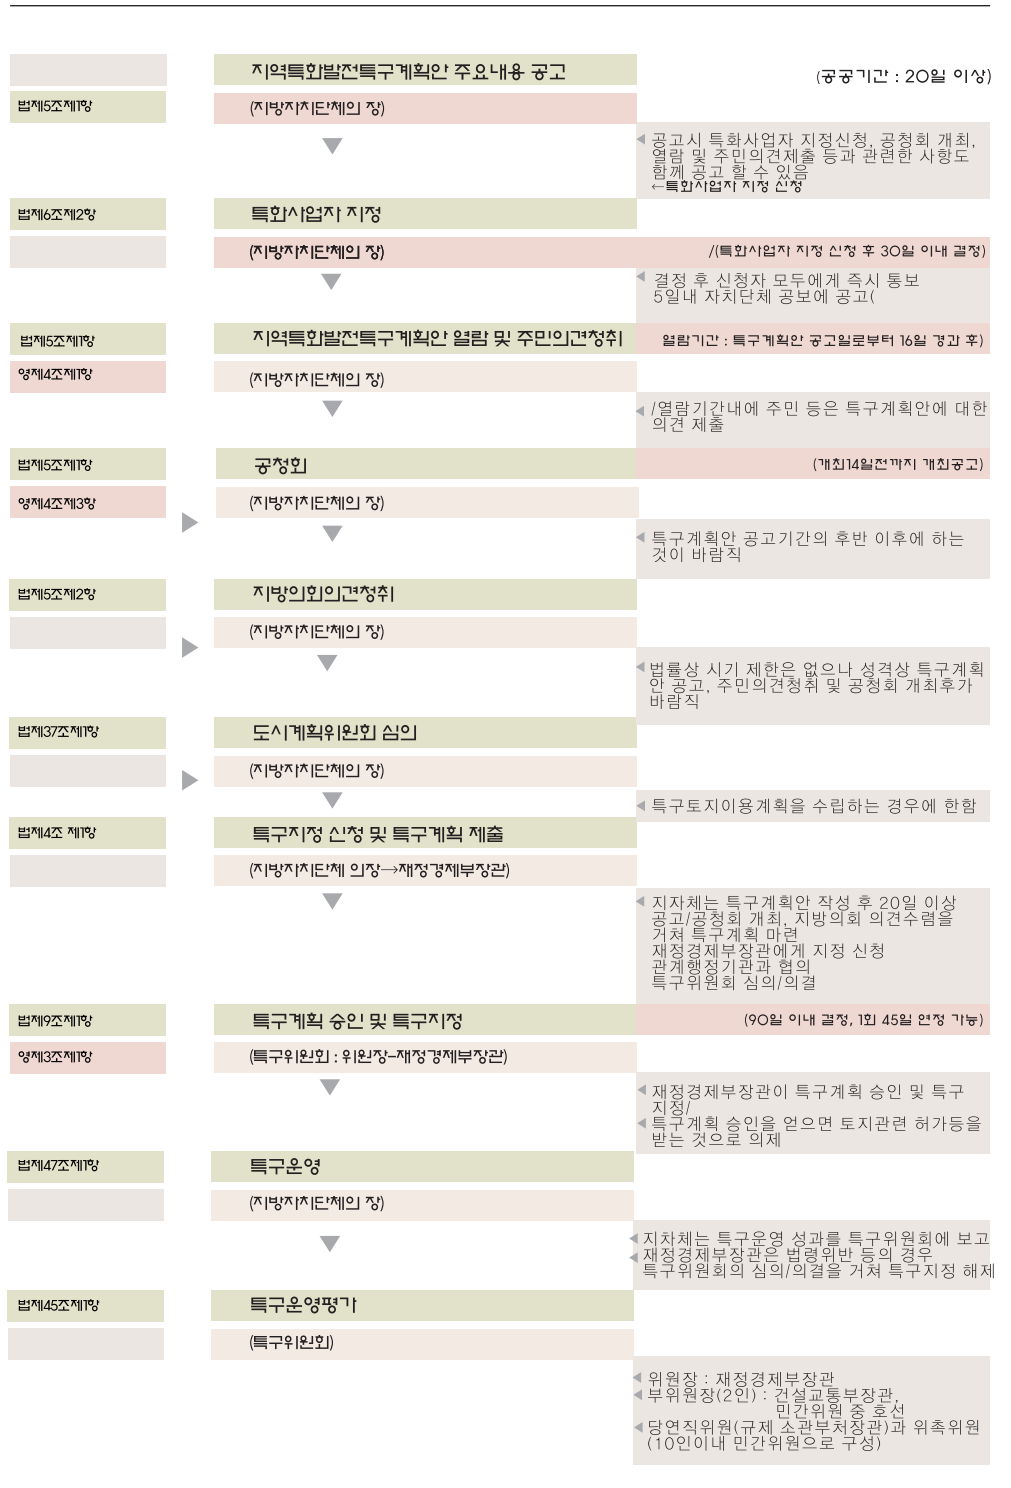 지역특화발전특구계획안 주요내용 공고
(공공기간 : 20일 이상)
법제5조제1항
(지방자치단체의 장)
공고시 특화사업자 지정신청, 공청회 개최,
열람 및 주민의견제출 등과 관련한 사항도
함께 공고 할 수 있음
←특화사업자 지정 신청
법제6조제2항
특화사업자 지정
(지방자치단체의 장)
/(특화사업자 지정 신청 후 30일 이내 결정)
결정 후 신청자 모두에게 즉시 통보
5일내 자치단체 공보에 공고(
법제5조제1항
지역특화발전특구계획안 열람 및 주민의견청취
열람기간 : 특구계획안 공고일로부터 16일 경과 후)
영제4조제1항
(지방자치단체의 장)
/열람기간내에 주민 등은 특구계획안에 대한
의견 제출
법제5조제1항
공청회
(개최14일전까지 개최공고)
영제4조제3항
(지방자치단체의 장)
특구계획안 공고기간의 후반 이후에 하는
것이 바람직
법제5조제2항
지방의회의견청취
(지방자치단체의 장)
법률상 시기 제한은 없으나 성격상 특구계획
안 공고, 주민의견청취 및 공청회 개최후가
바람직
법제37조제1항
도시계획위원회 심의
(지방자치단체의 장)
특구토지이용계획을 수립하는 경우에 한함
법제4조 제1항
특구지정 신청 및 특구계획 제출
(지방자치단체 의장→재정경제부장관)
지자체는 특구계획안 작성 후 20일 이상
공고/공청회 개최, 지방의회 의견수렴을
거쳐 특구계획 마련
재정경제부장관에게 지정 신청
관계행정기관과 협의
특구위원회 심의/의결
법제9조제1항
특구계획 승인 및 특구지정
(90일 이내 결정, 1회 45일 연정 가능)
영제3조제1항
(특구위원회 : 위원장–재정경제부장관)
재정경제부장관이 특구계획 승인 및 특구
지정/
특구계획 승인을 얻으면 토지관련 허가등을
받는 것으로 의제
법제47조제1항
특구운영
(지방자치단체의 장)
지차체는 특구운영 성과를 특구위원회에 보고
재정경제부장관은 법령위반 등의 경우
특구위원회의 심의/의결을 거쳐 특구지정 해제
법제45조제1항
특구운영평가
(특구위원회)
위원장 : 재정경제부장관
부위원장(2인) : 건설교통부장관,
민간위원 중 호선
당연직위원(규제 소관부처장관)과 위촉위원
(10인이내 민간위원으로 구성)